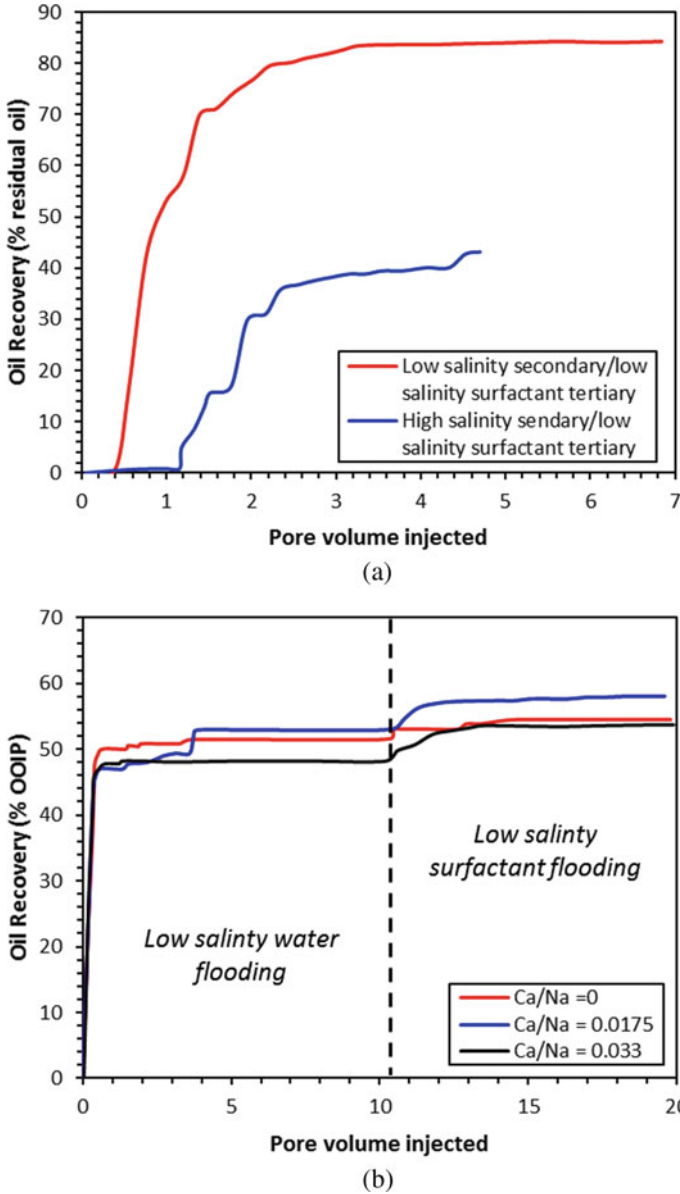 90
80
70
60
50
40
30
20
10
0
Oil Recovery (% residual oil)
Low salinity secondary/low
salinity surfactant tertiary
High salinity sendary/low
salinity surfactant tertiary
0 1 2 3 4 5 6 7
Pore volume injected
(a)
70
60
50
40
30
20
10
0
Oil Recovery (% OOIP)
Low salinty
surfactant flooding
Low salinty water
flooding
Ca/Na =0
Ca/Na = 0.0175
Ca/Na = 0.033
0 5 10 15 20
Pore volume injected
(b)